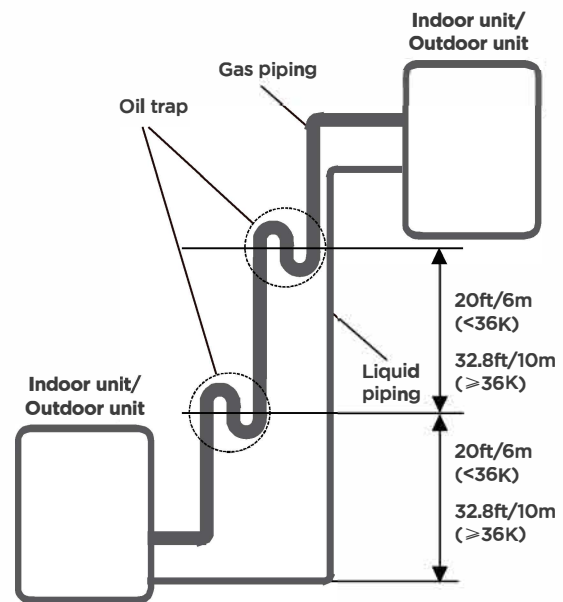 Indoor unit/
Outdoor unit
Gas piping
Oil trap
20ft/6m
(<36K)
32.8ft/10m
(⩾36K)
Liquid
piping
Indoor unit/
Outdoor unit
20ft/6m
(<36K)
32.8ft/10m
(⩾36K)